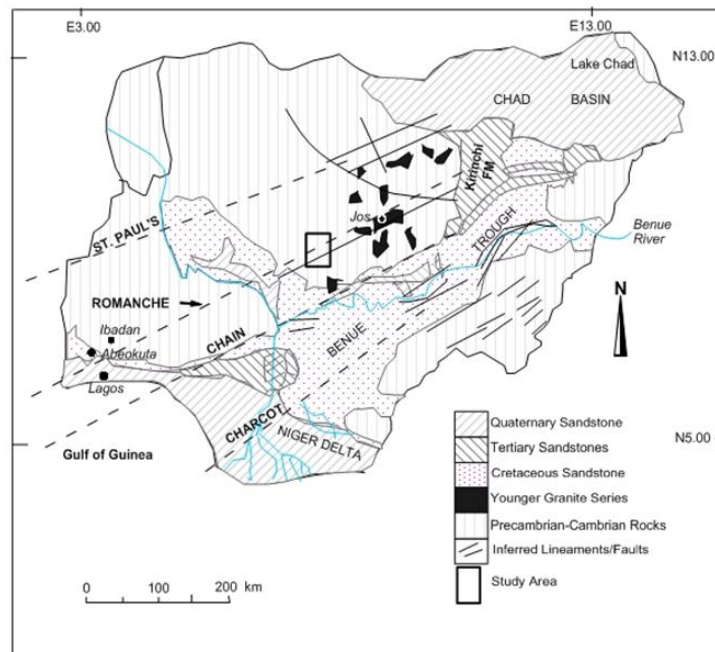 E3.00
E13.00
N13.00
Lake Chad
CHAD BASIN
Kirinchi
FM
Jos
ST. PAUL'S
TROUGH
Benue
River
ROMANCHE
N
Ibadan
Abeokuta
CHAIN
BENUE
Lagos
CHARCOT
NIGER DELTA
N5.00
Gulf of Guinea
Quaternary Sandstone
Tertiary Sandstones
Cretaceous Sandstone
Younger Granite Series
Precambrian-Cambrian Rocks
Inferred Lineaments/Faults
Study Area
0 100 200 km